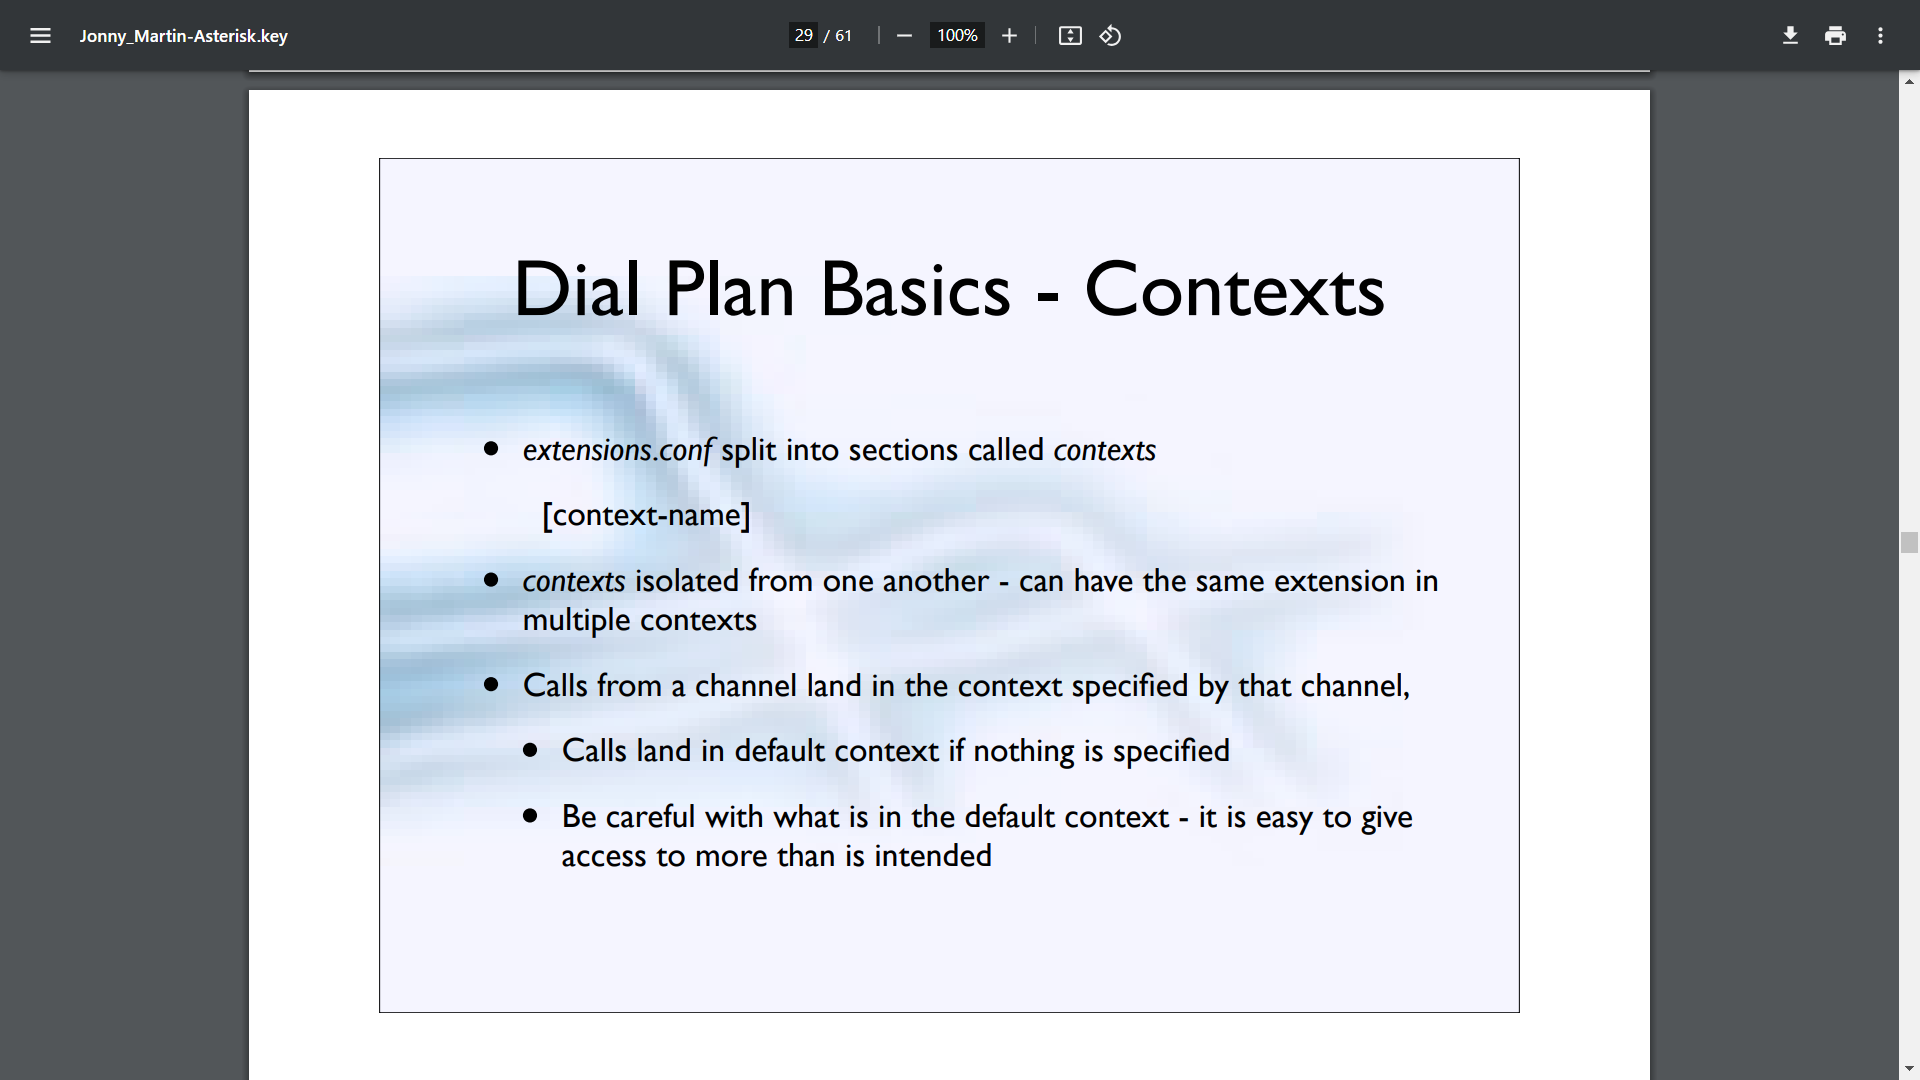 Jonny_Martin-Asterisk.key
29 / 61
100%
Dial Plan Basics - Contexts
• extensions.conf split into sections called contexts
[context-name]
• contexts isolated from one another - can have the same extension in
multiple contexts
• Calls from a channel land in the context specified by that channel,
• Calls land in default context if nothing is specified
• Be careful with what is in the default context - it is easy to give
access to more than is intended